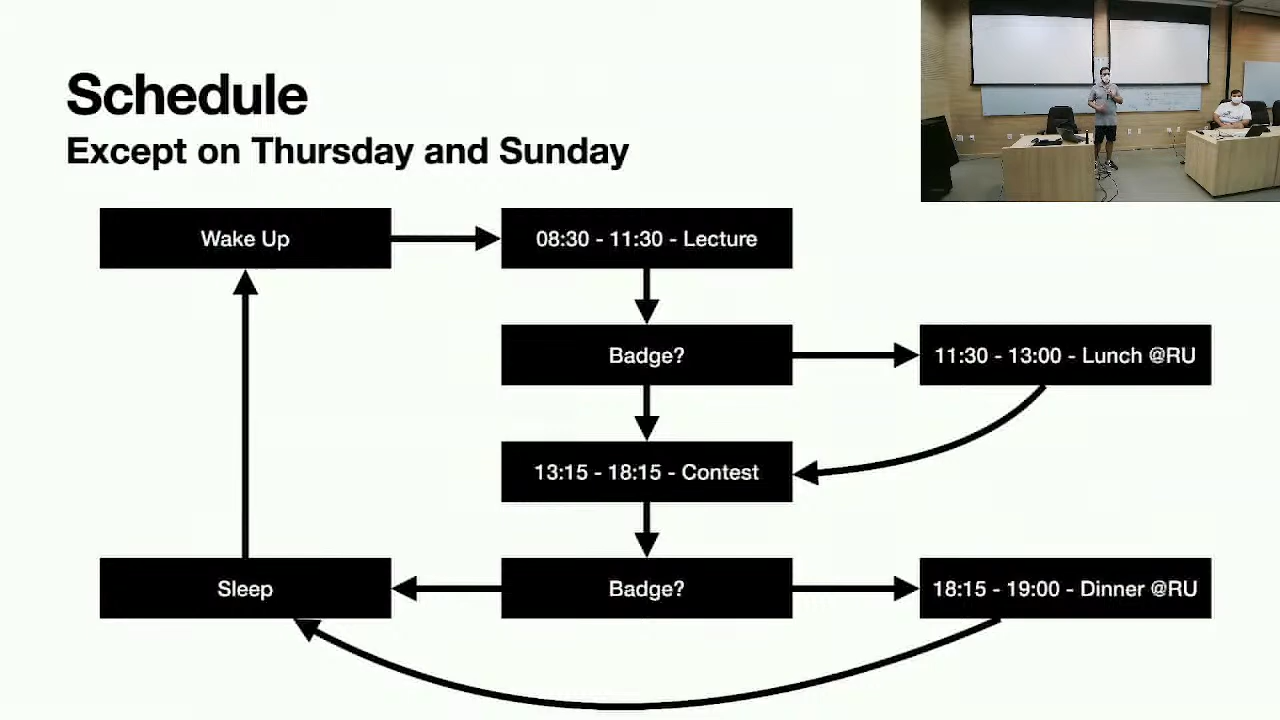 Schedule
Except on Thursday and Sunday
Wake Up
08:30 - 11:30 - Lecture
Badge?
11:30 - 13:00 - Lunch @RU
13:15 - 18:15 - Contest
Sleep
Badge?
18:15 - 19:00 - Dinner @RU